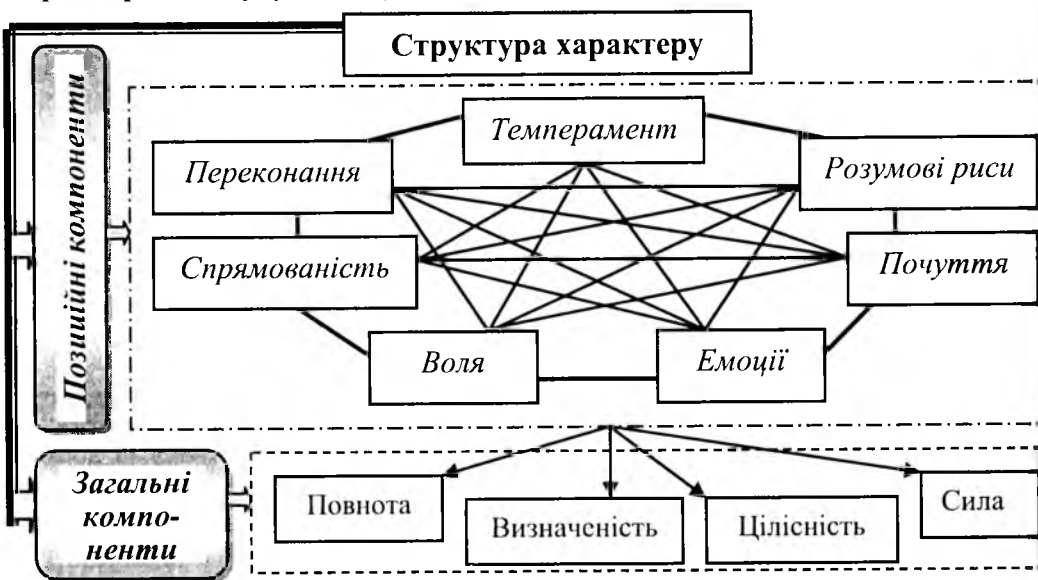 Структура характеру
Позиційні компоненти
Темперамент
Переконання
Розумові риси
Спрямованість
Почуття
Воля
Емоції
Загальні
компо-
ненти
Повнота
Визначеність
Цілісність
Сила